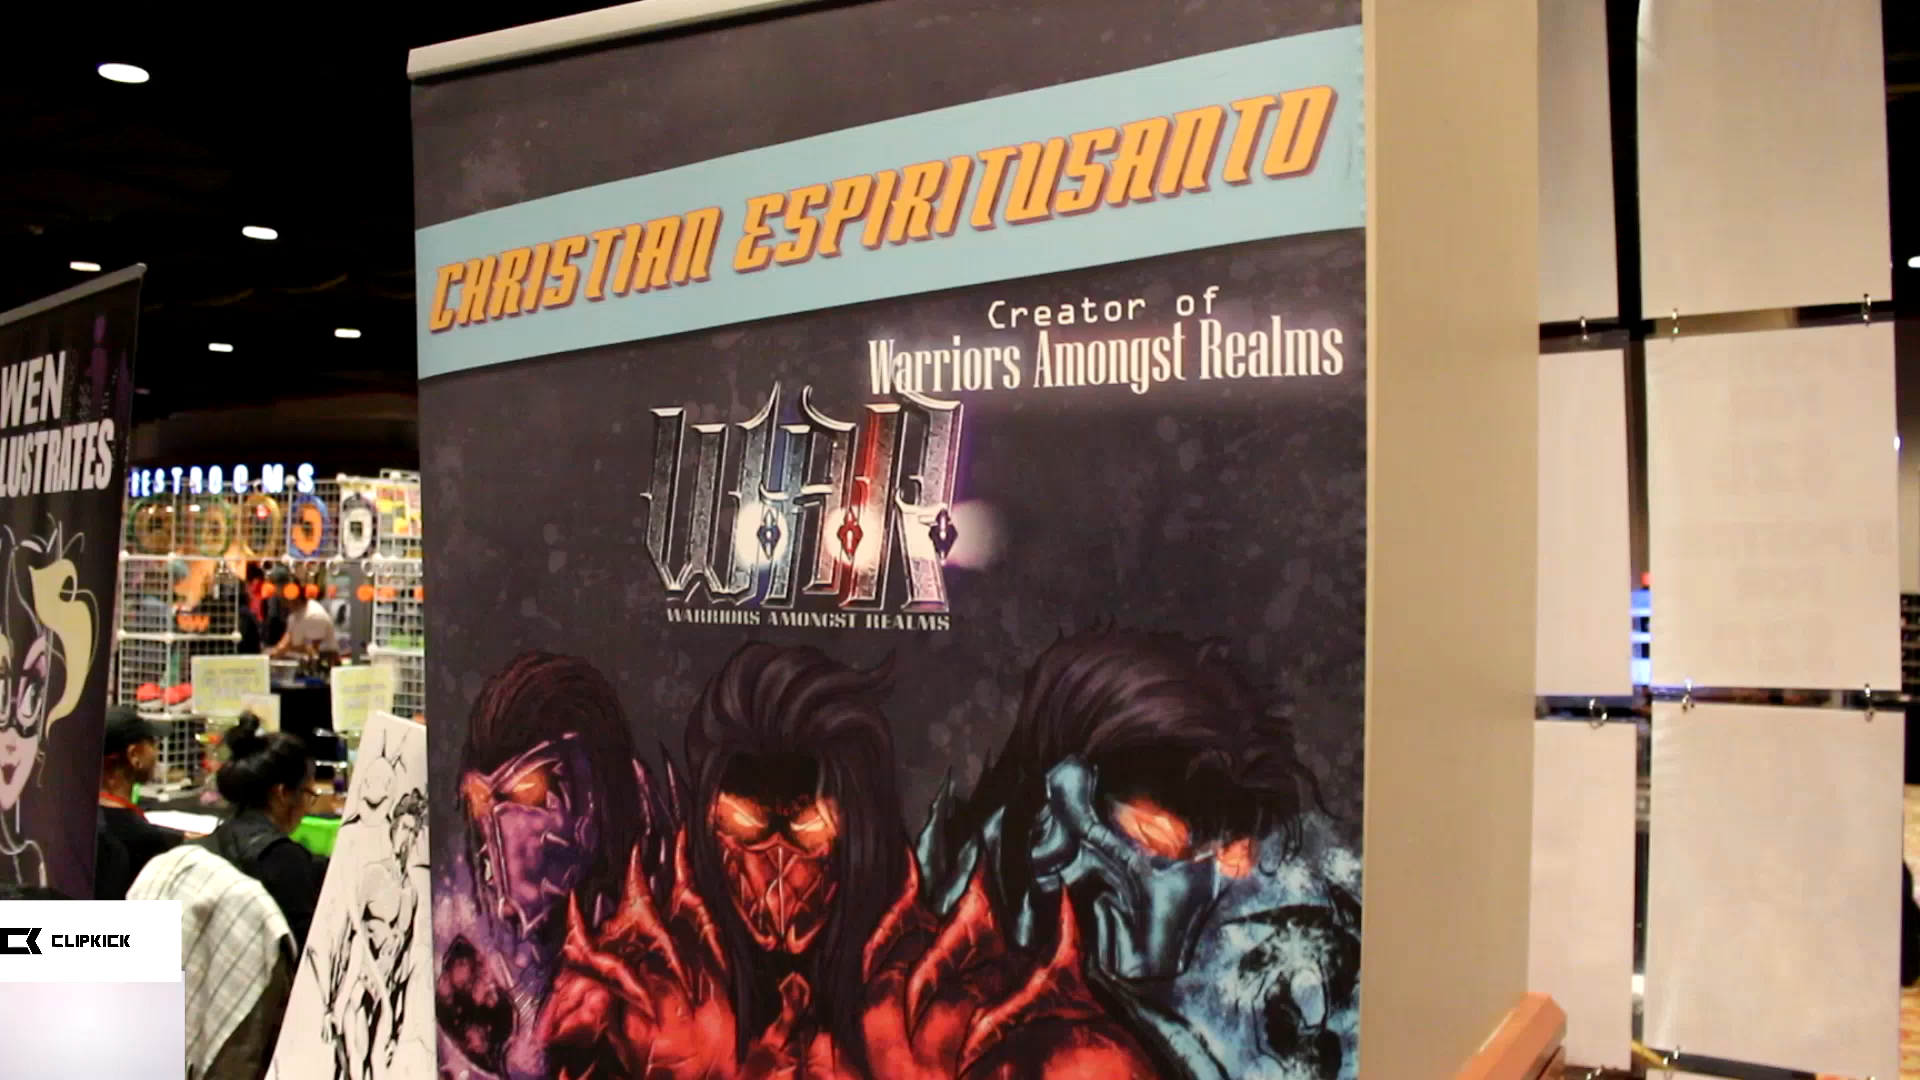 CHRISTIAN ESPIRITUSANTO
Creator of
Warriors Amongst Realms
WAR
WARRIORS AMONGST REALMS
WEN
LUSTRATES
RESTROOMS
CLIPKICK